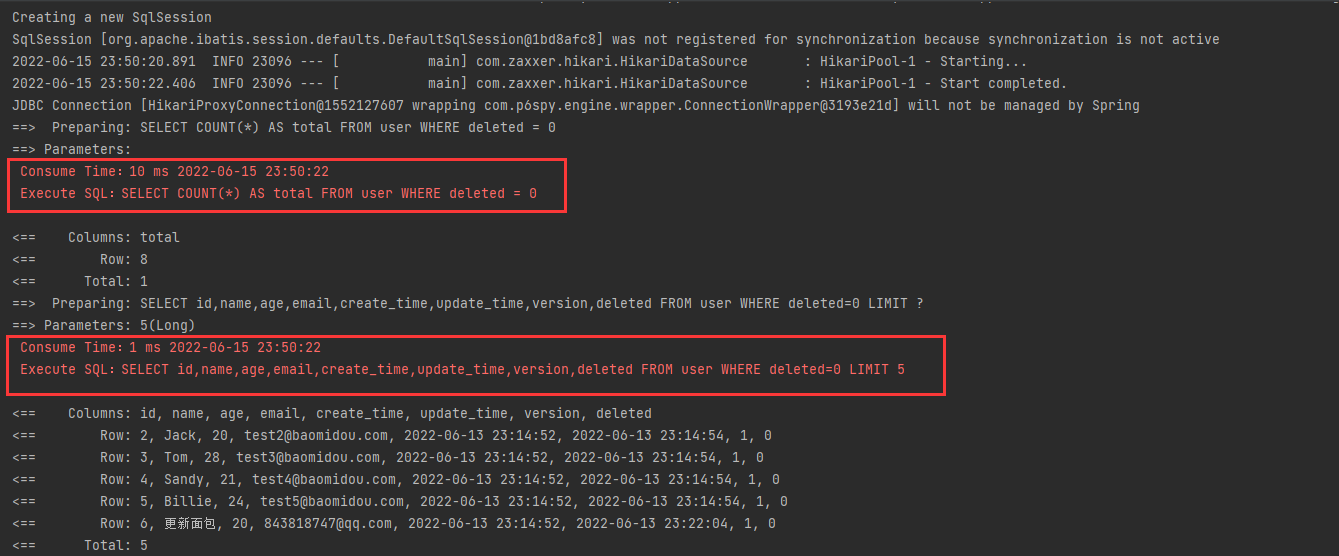 Creating a new SqlSession
SqlSession [org.apache.ibatis.session.defaults.DefaultSqlSession@1bd8afc8] was not registered for synchronization because synchronization is not active
2022-06-15 23:50:20.891  INFO 23096 --- [           main] com.zaxxer.hikari.HikariDataSource       : HikariPool-1 - Starting...
2022-06-15 23:50:22.406  INFO 23096 --- [           main] com.zaxxer.hikari.HikariDataSource       : HikariPool-1 - Start completed.
JDBC Connection [HikariProxyConnection@1552127607 wrapping com.p6spy.engine.wrapper.ConnectionWrapper@3193e21d] will not be managed by Spring
==>  Preparing: SELECT COUNT(*) AS total FROM user WHERE deleted = 0
==> Parameters:
 Consume Time：10 ms 2022-06-15 23:50:22
 Execute SQL：SELECT COUNT(*) AS total FROM user WHERE deleted = 0
<==    Columns: total
<==        Row: 8
<==      Total: 1
==>  Preparing: SELECT id,name,age,email,create_time,update_time,version,deleted FROM user WHERE deleted=0 LIMIT ?
==> Parameters: 5(Long)
 Consume Time：1 ms 2022-06-15 23:50:22
 Execute SQL：SELECT id,name,age,email,create_time,update_time,version,deleted FROM user WHERE deleted=0 LIMIT 5
<==    Columns: id, name, age, email, create_time, update_time, version, deleted
<==        Row: 2, Jack, 20, test2@baomidou.com, 2022-06-13 23:14:52, 2022-06-13 23:14:54, 1, 0
<==        Row: 3, Tom, 28, test3@baomidou.com, 2022-06-13 23:14:52, 2022-06-13 23:14:54, 1, 0
<==        Row: 4, Sandy, 21, test4@baomidou.com, 2022-06-13 23:14:52, 2022-06-13 23:14:54, 1, 0
<==        Row: 5, Billie, 24, test5@baomidou.com, 2022-06-13 23:14:52, 2022-06-13 23:14:54, 1, 0
<==        Row: 6, 更新面包, 20, 843818747@qq.com, 2022-06-13 23:14:52, 2022-06-13 23:22:04, 1, 0
<==      Total: 5